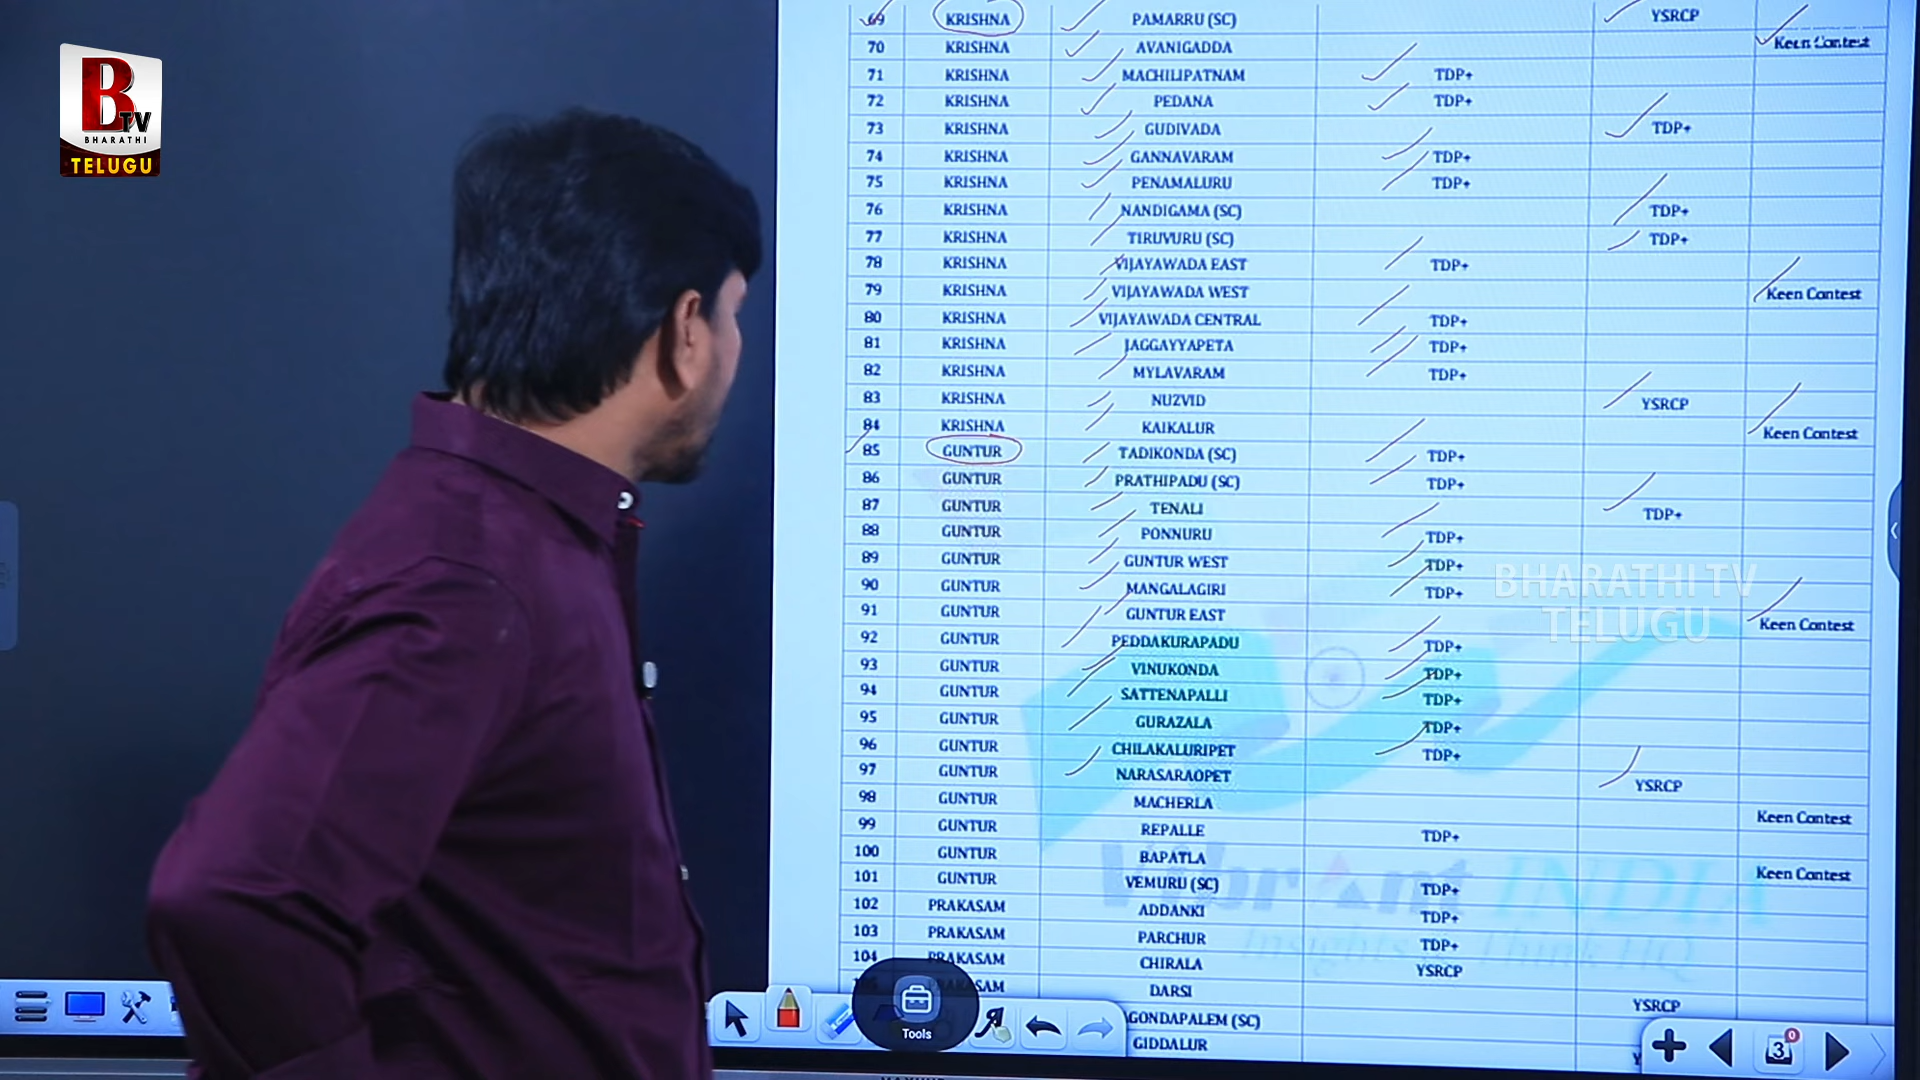 B
TV
BHARATHI
TELUGU
69 KRISHNA PAMARRU (SC) YSRCP
70 KRISHNA AVANIGADDA Keen Contest
71 KRISHNA MACHILIPATNAM TDP+
72 KRISHNA PEDANA TDP+
73 KRISHNA GUDIVADA TDP+
74 KRISHNA GANNAVARAM TDP+
75 KRISHNA PENAMALURU TDP+
76 KRISHNA NANDIGAMA (SC) TDP+
77 KRISHNA TIRUVURU (SC) TDP+
78 KRISHNA VIJAYAWADA EAST TDP+
79 KRISHNA VIJAYAWADA WEST Keen Contest
80 KRISHNA VIJAYAWADA CENTRAL TDP+
81 KRISHNA JAGGAYYAPETA TDP+
82 KRISHNA MYLAVARAM TDP+
83 KRISHNA NUZVID YSRCP
84 KRISHNA KAIKALUR Keen Contest
85 GUNTUR TADIKONDA (SC) TDP+
86 GUNTUR PRATHIPADU (SC) TDP+
87 GUNTUR TENALI TDP+
88 GUNTUR PONNURU TDP+
89 GUNTUR GUNTUR WEST TDP+
90 GUNTUR MANGALAGIRI TDP+
91 GUNTUR GUNTUR EAST Keen Contest
92 GUNTUR PEDDAKURAPADU TDP+
93 GUNTUR VINUKONDA TDP+
94 GUNTUR SATTENAPALLI TDP+
95 GUNTUR GURAZALA TDP+
96 GUNTUR CHILAKALURIPET TDP+
97 GUNTUR NARASARAOPET YSRCP
98 GUNTUR MACHERLA Keen Contest
99 GUNTUR REPALLE TDP+
100 GUNTUR BAPATLA Keen Contest
101 GUNTUR VEMURU (SC) TDP+
102 PRAKASAM ADDANKI TDP+
103 PRAKASAM PARCHUR TDP+
104 PRAKASAM CHIRALA YSRCP
DARSI YSRCP
GONDAPALEM (SC)
GIDDALUR
BHARATHI TV
TELUGU
Vibrant INDIA
Insights Think HQ
Tools
3
0